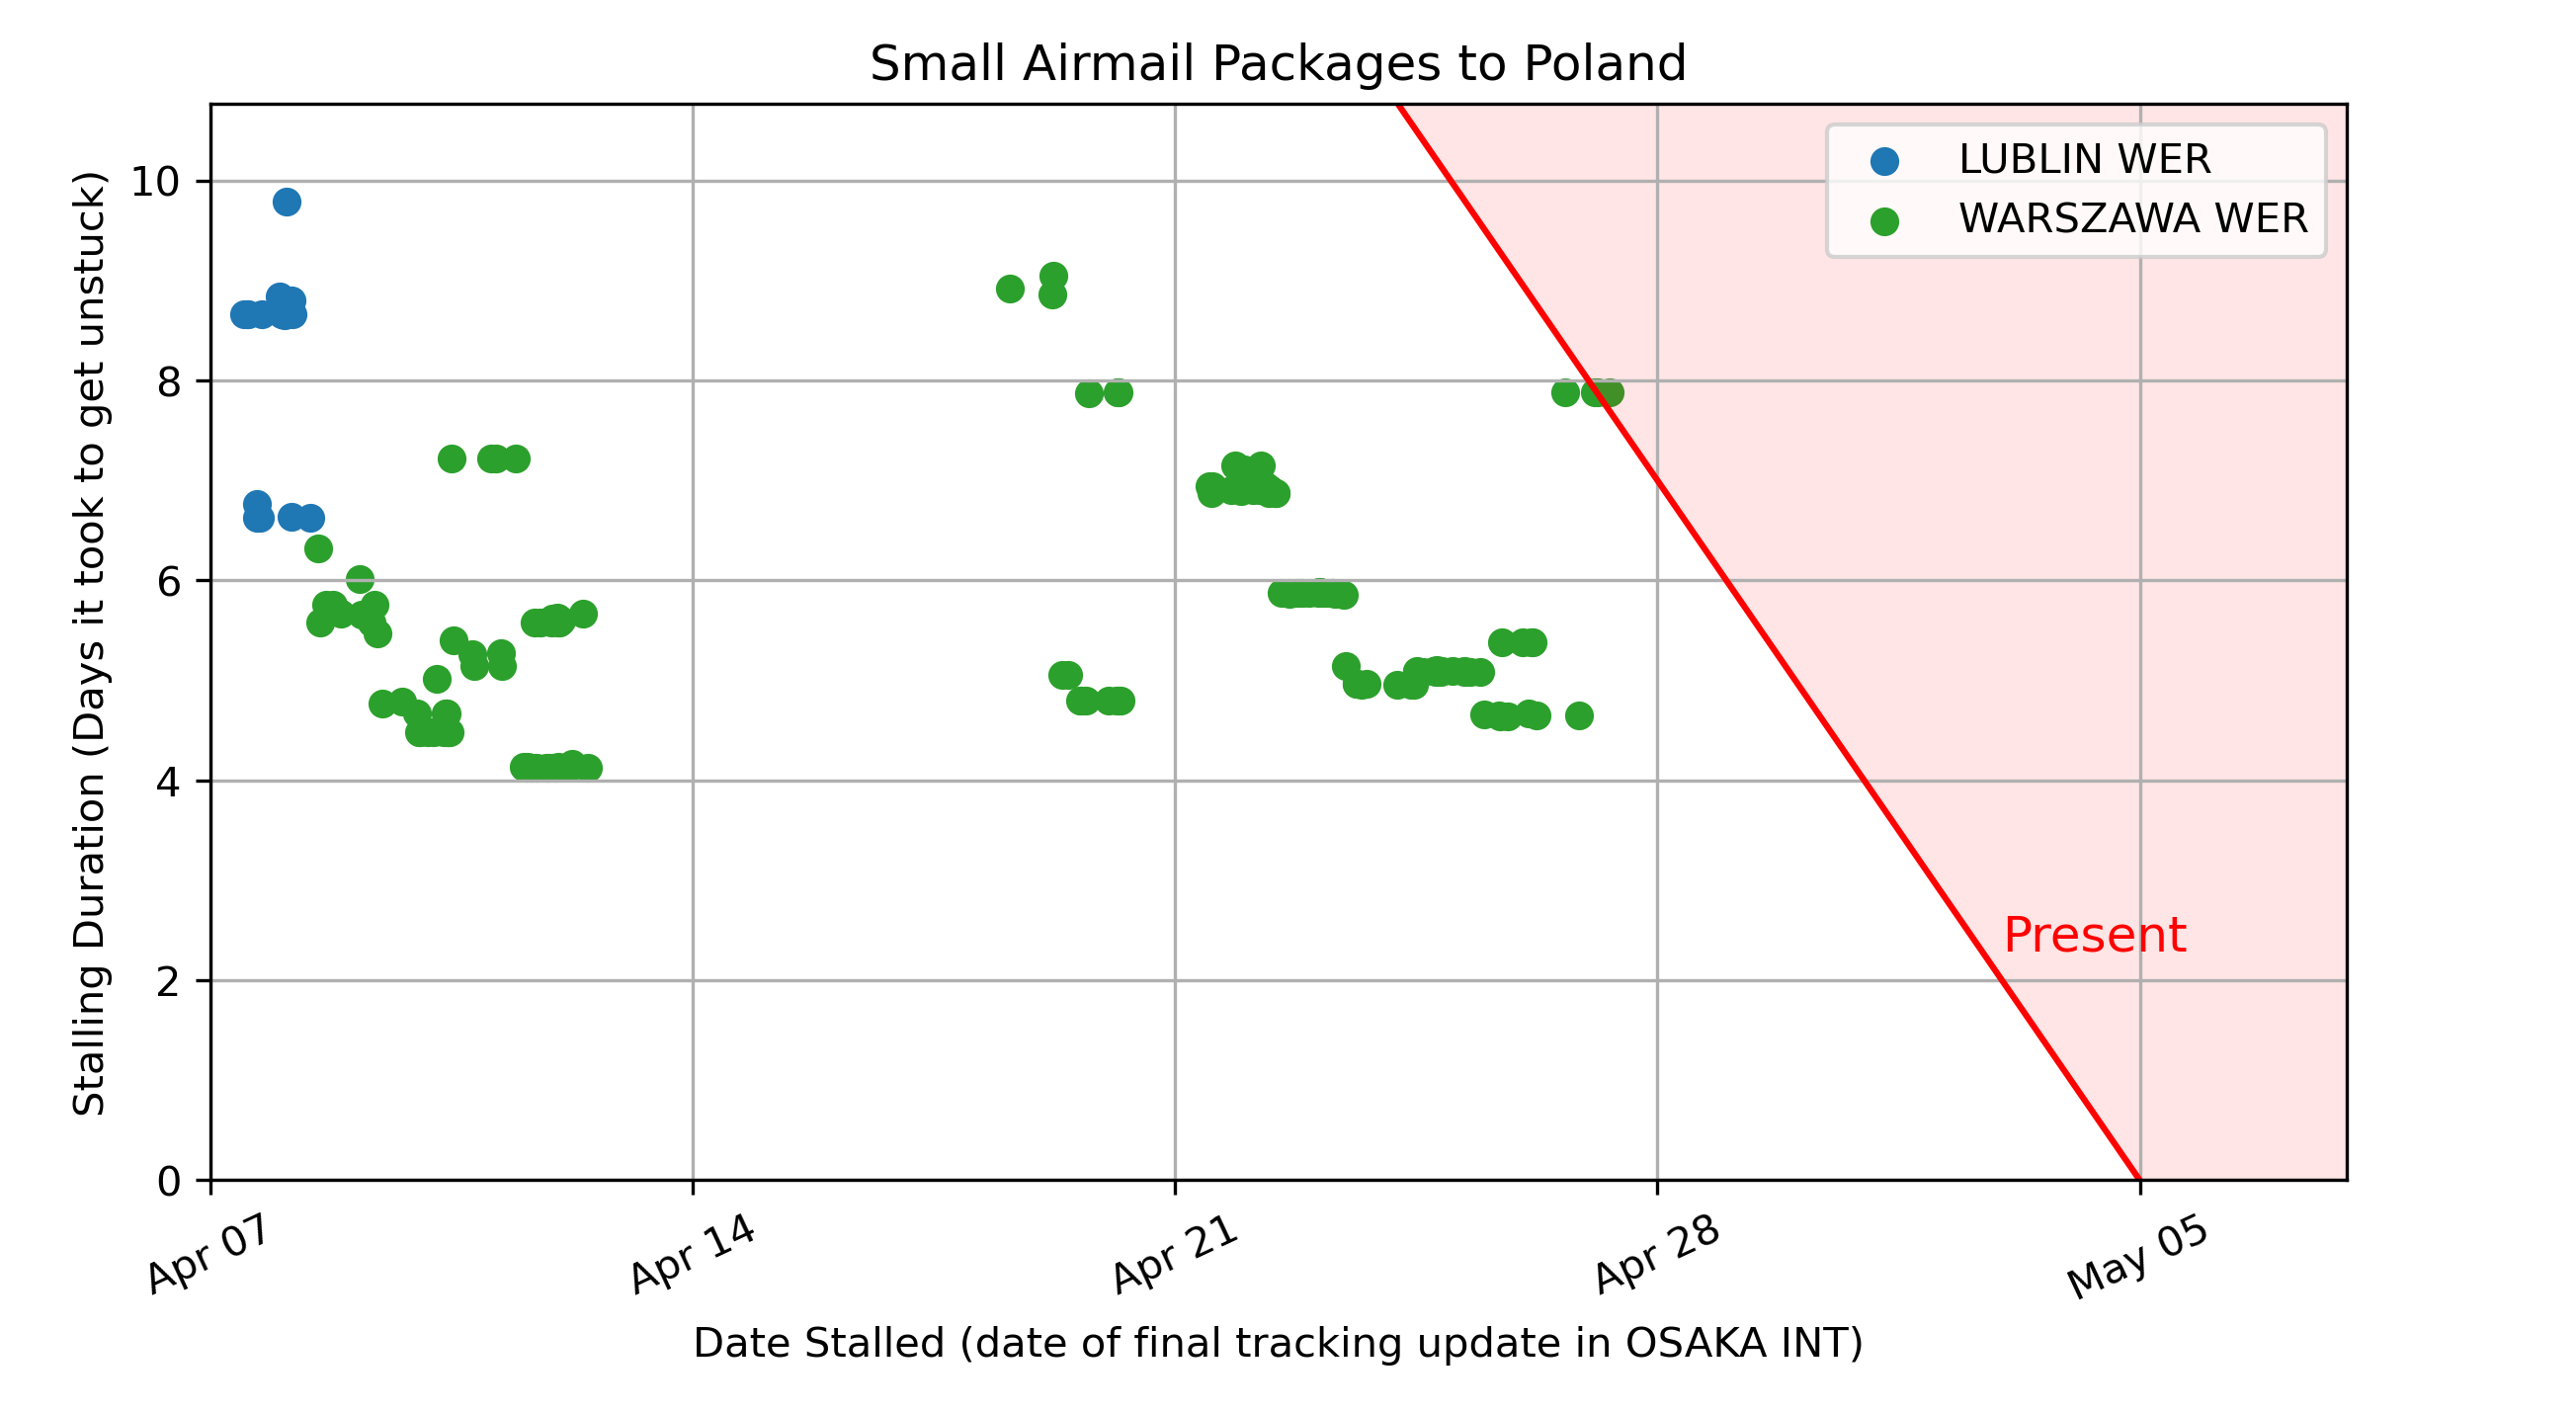 Small Airmail Packages to Poland
Stalling Duration (Days it took to get unstuck)
10
8
6
4
2
0
LUBLIN WER
WARSZAWA WER
Present
Apr 07
Apr 14
Apr 21
Apr 28
May 05
Date Stalled (date of final tracking update in OSAKA INT)